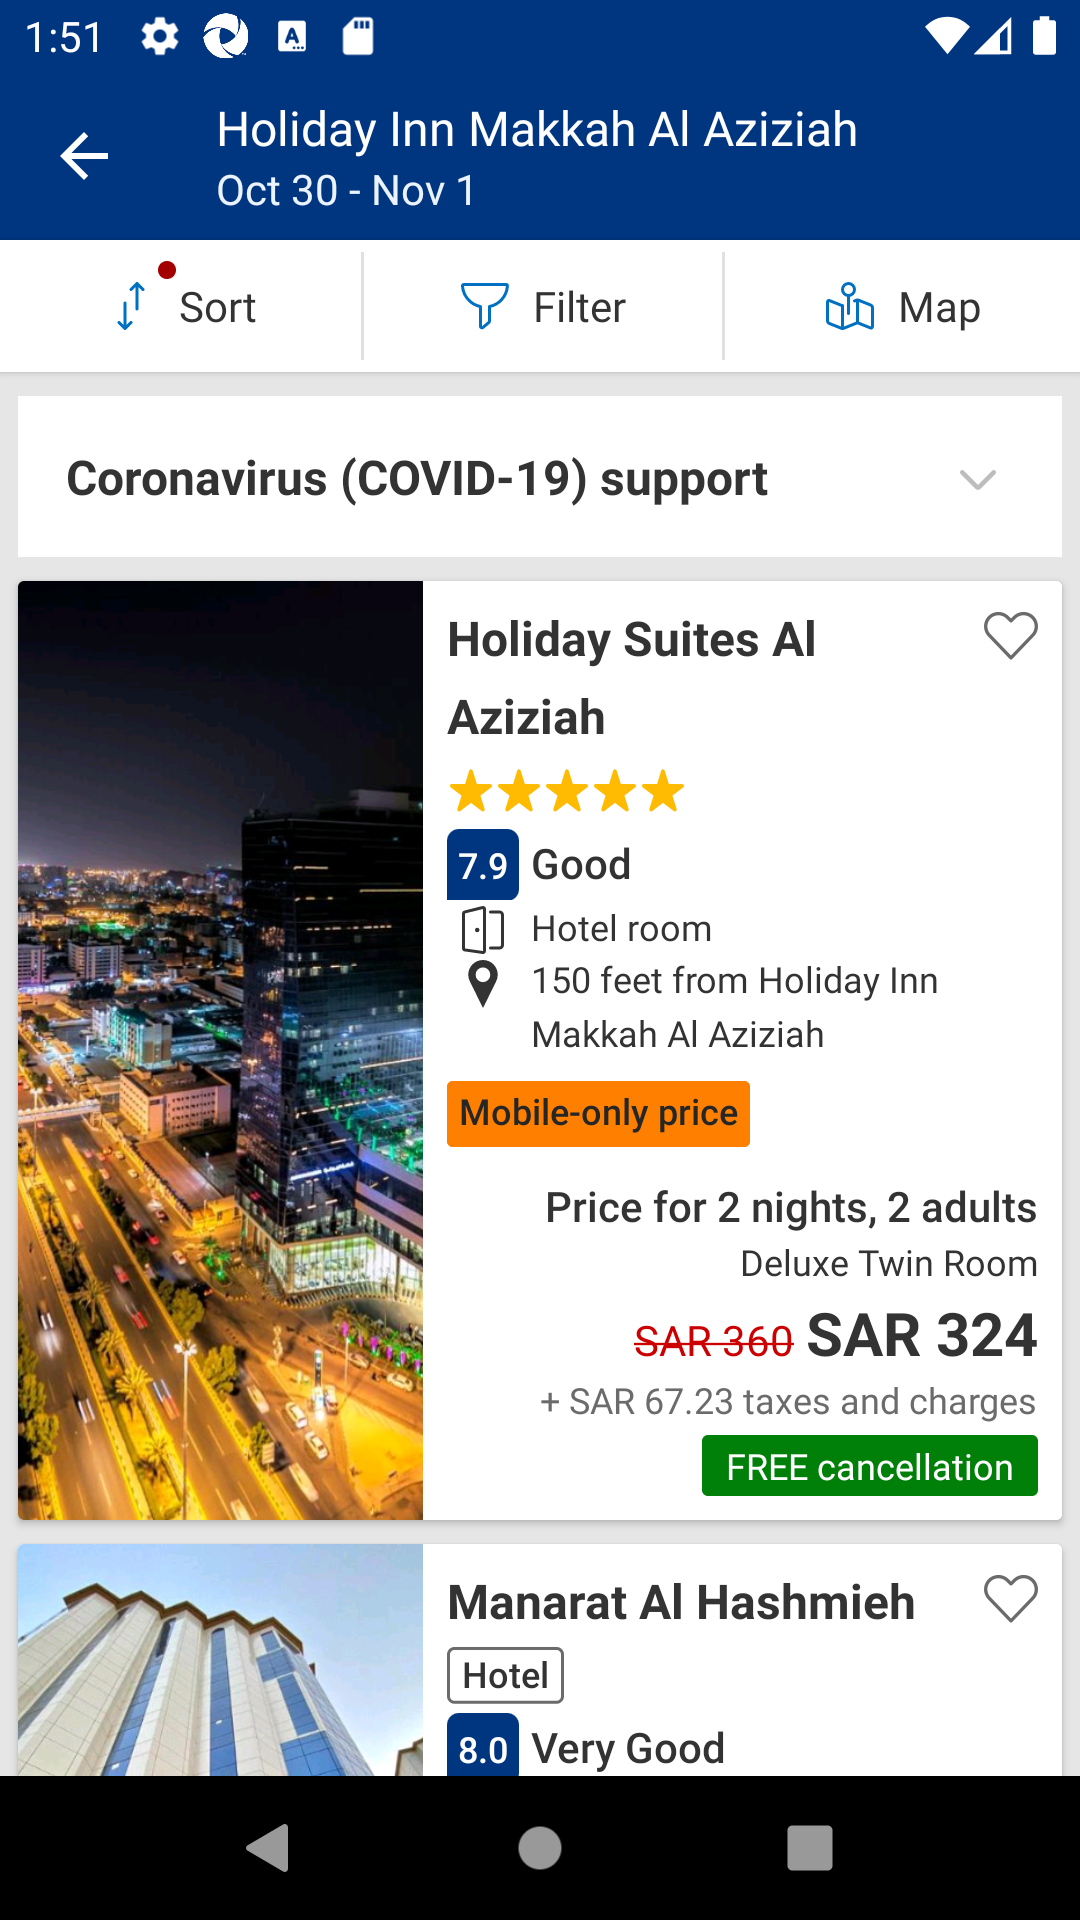 1:51
Holiday Inn Makkah Al Aziziah
Oct 30 - Nov 1
Sort
Filter
Map
Coronavirus (COVID-19) support
Holiday Suites Al
Aziziah
7.9 Good
Hotel room
150 feet from Holiday Inn
Makkah Al Aziziah
Mobile-only price
Price for 2 nights, 2 adults
Deluxe Twin Room
SAR 360 SAR 324
+ SAR 67.23 taxes and charges
FREE cancellation
Manarat Al Hashmieh
Hotel
8.0 Very Good